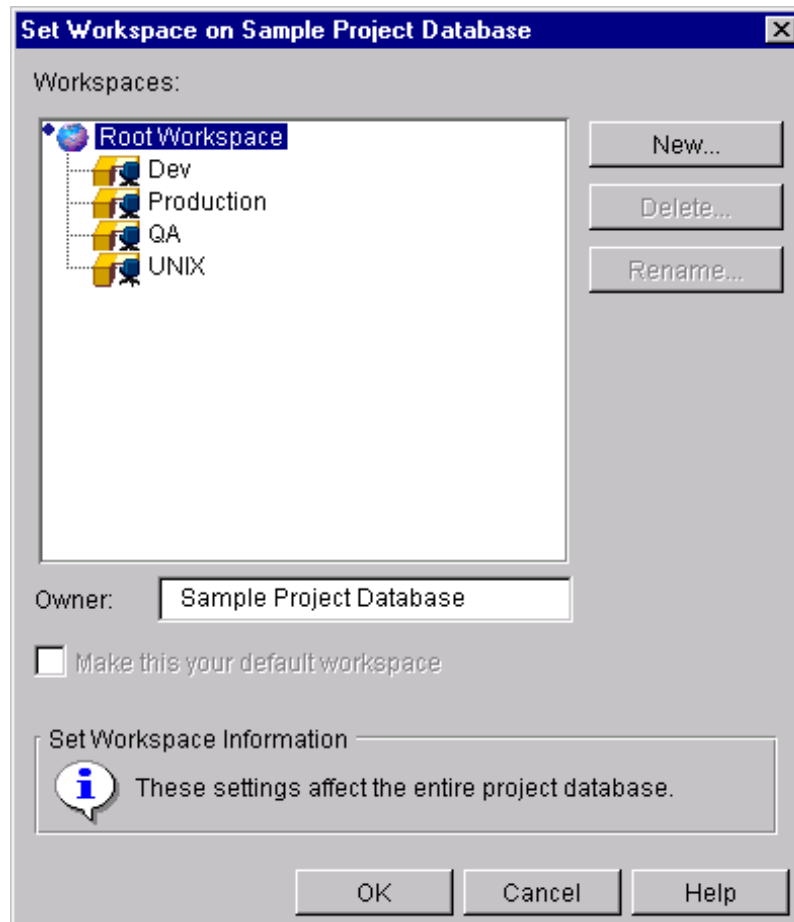 Set Workspace on Sample Project Database
Workspaces:
Root Workspace
Dev
Production
QA
UNIX
New...
Delete...
Rename...
Owner: Sample Project Database
Make this your default workspace
Set Workspace Information
These settings affect the entire project database.
OK Cancel Help